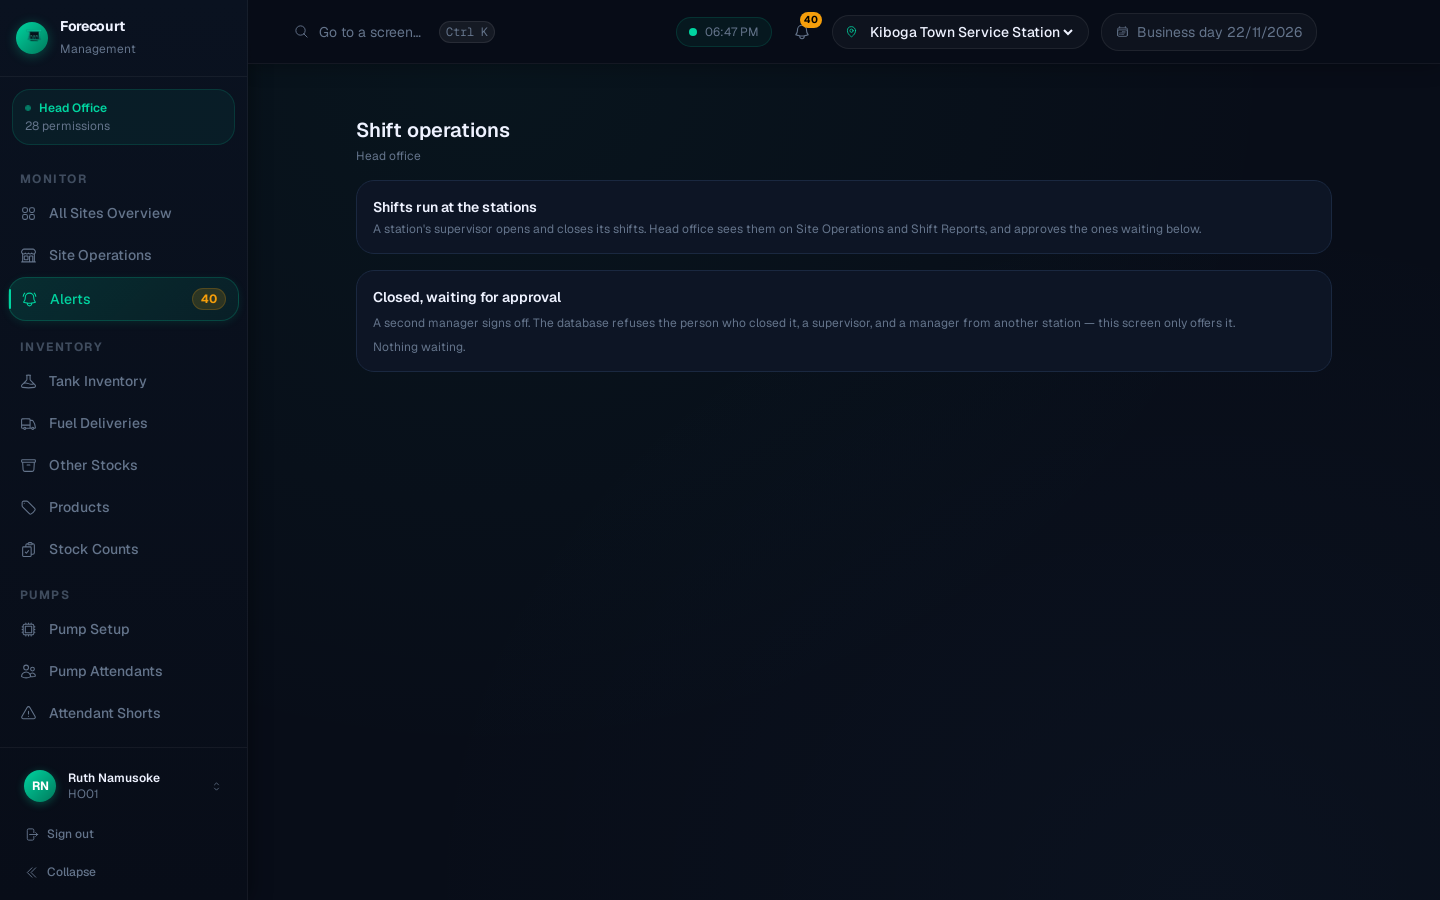 Forecourt
Management
Head Office
28 permissions
MONITOR
All Sites Overview
Site Operations
Alerts 40
INVENTORY
Tank Inventory
Fuel Deliveries
Other Stocks
Products
Stock Counts
PUMPS
Pump Setup
Pump Attendants
Attendant Shorts
RN Ruth Namusoke
HO01
Sign out
Collapse
Go to a screen... Ctrl K
06:47 PM
40
Kiboga Town Service Station
Business day 22/11/2026
Shift operations
Head office
Shifts run at the stations
A station's supervisor opens and closes its shifts. Head office sees them on Site Operations and Shift Reports, and approves the ones waiting below.
Closed, waiting for approval
A second manager signs off. The database refuses the person who closed it, a supervisor, and a manager from another station — this screen only offers it.
Nothing waiting.